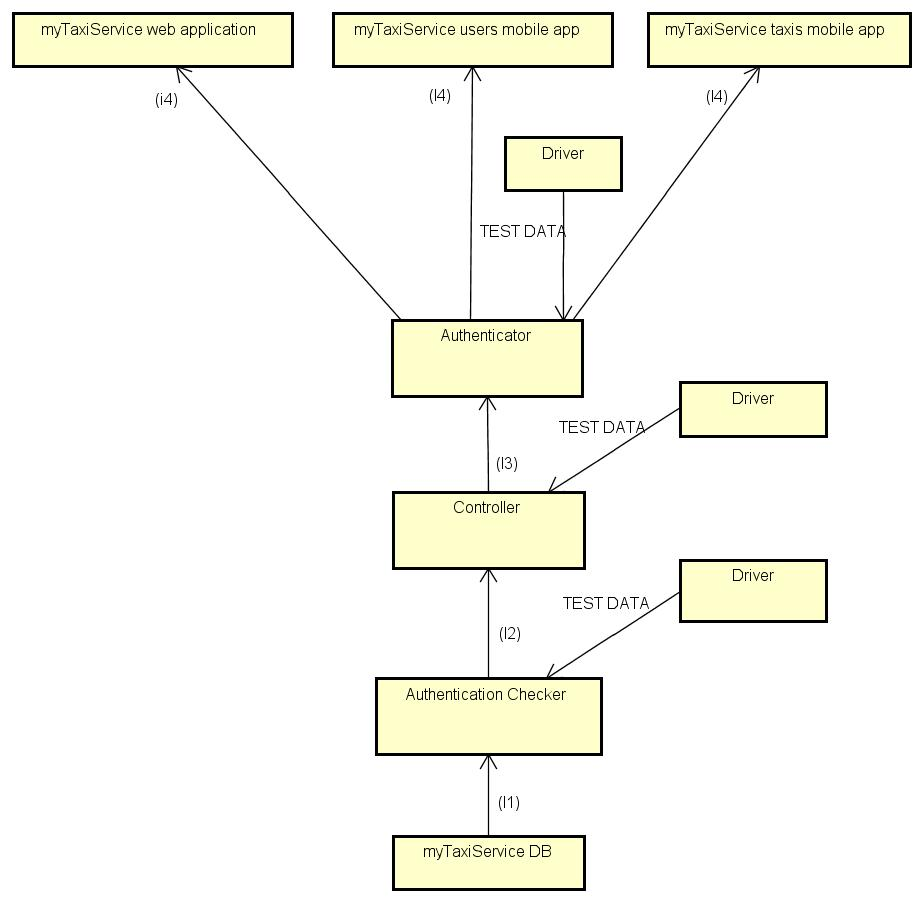 myTaxiService web application
myTaxiService users mobile app
myTaxiService taxis mobile app
(i4)
(I4)
(I4)
Driver
TEST DATA
Authenticator
Driver
TEST DATA
(I3)
Controller
Driver
TEST DATA
(I2)
Authentication Checker
(I1)
myTaxiService DB